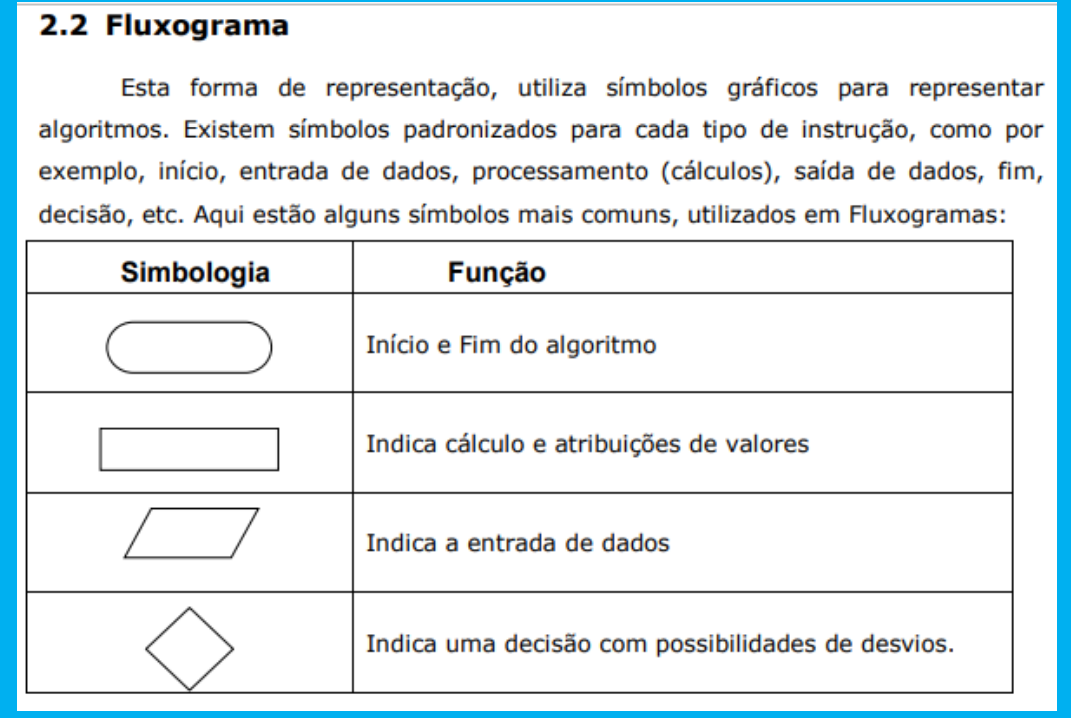 2.2 Fluxograma
Esta forma de representação, utiliza símbolos gráficos para representar
algoritmos. Existem símbolos padronizados para cada tipo de instrução, como por
exemplo, início, entrada de dados, processamento (cálculos), saída de dados, fim,
decisão, etc. Aqui estão alguns símbolos mais comuns, utilizados em Fluxogramas:
Simbologia Função
Início e Fim do algoritmo
Indica cálculo e atribuições de valores
Indica a entrada de dados
Indica uma decisão com possibilidades de desvios.